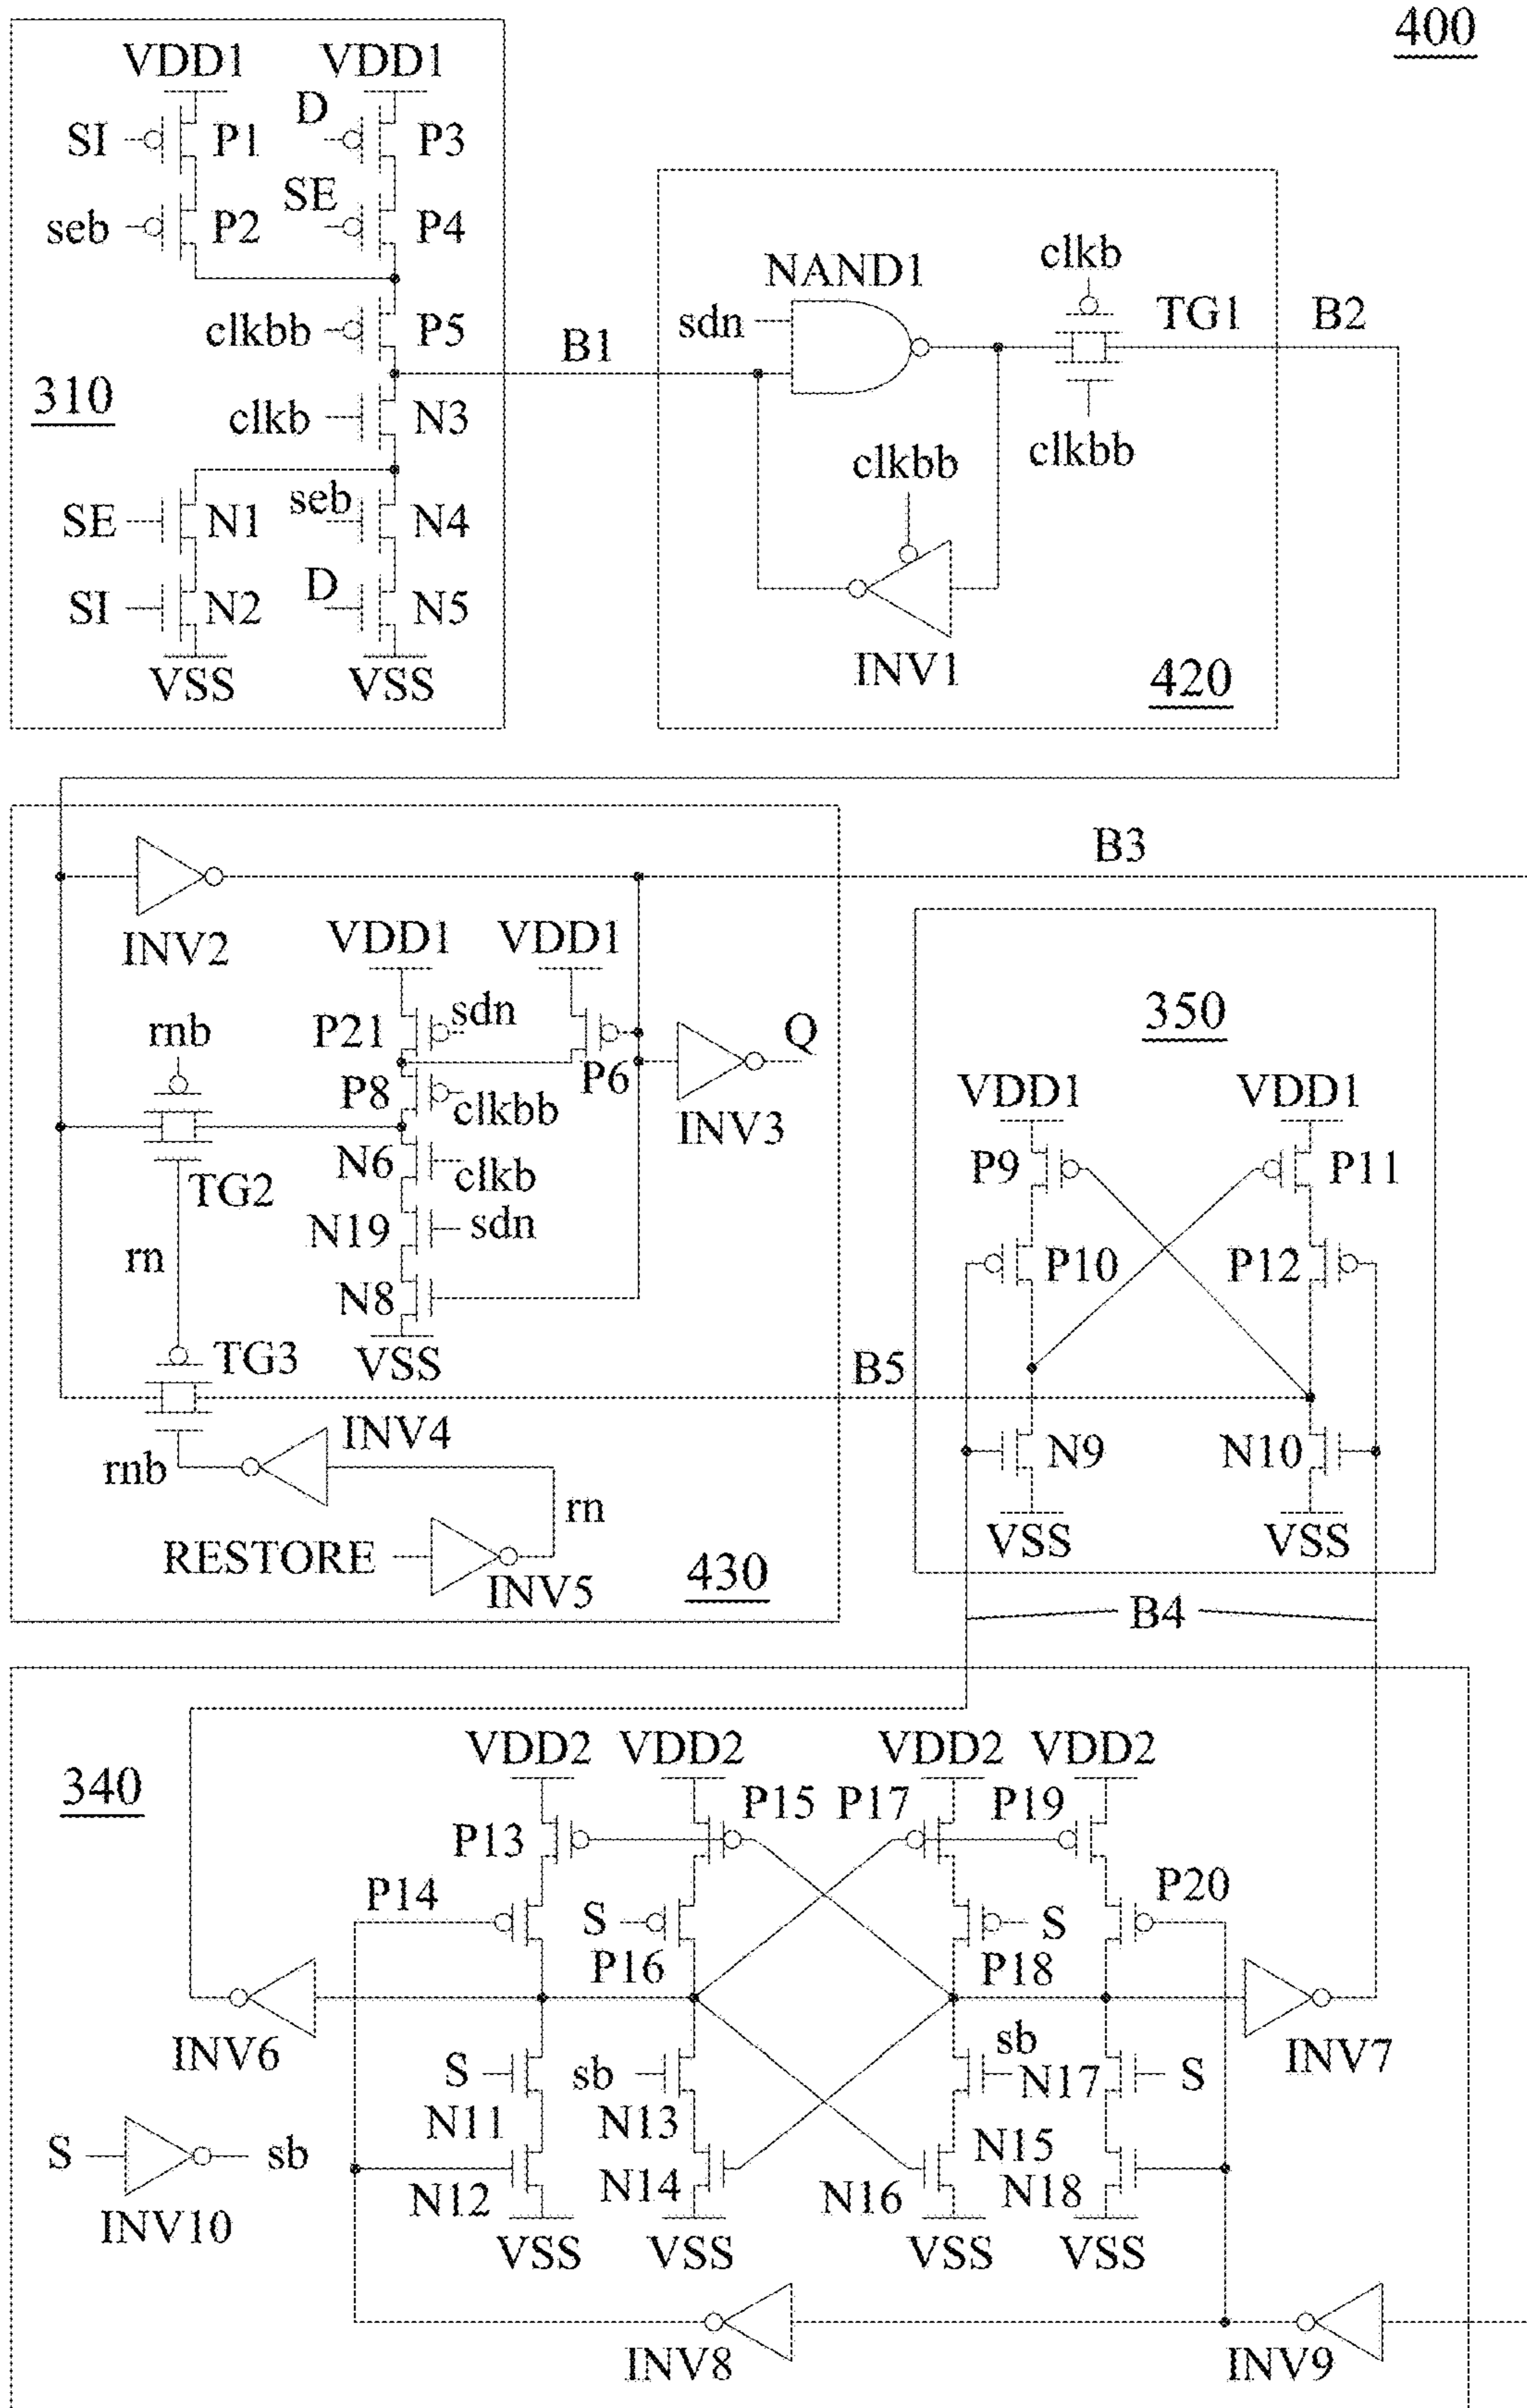 400
VDD1 VDD1
SI P1 D P3
seb P2 SE P4
clkbb P5
310
clkb N3
SE N1 seb N4
SI N2 D N5
VSS VSS
B1
NAND1
sdn
clkb
TG1
B2
clkbb
clkbb
INV1
420
B3
INV2
VDD1 VDD1
P21 sdn
P6
P8 clkbb
rnb
TG2
N6 clkb
N19 sdn
N8
VSS
Q
INV3
rn
TG3
B5
rnb
INV4
rn
RESTORE
INV5
430
350
VDD1 VDD1
P9 P11
P10 P12
N9 N10
VSS VSS
B4
340
VDD2 VDD2 VDD2 VDD2
P13 P15 P17 P19
P14 S P16 P18 S P20
INV6 INV7
S N11 sb N13 sb N17 S
N12 N14 N16 N15 N18
VSS VSS VSS VSS
S sb
INV10
INV8 INV9